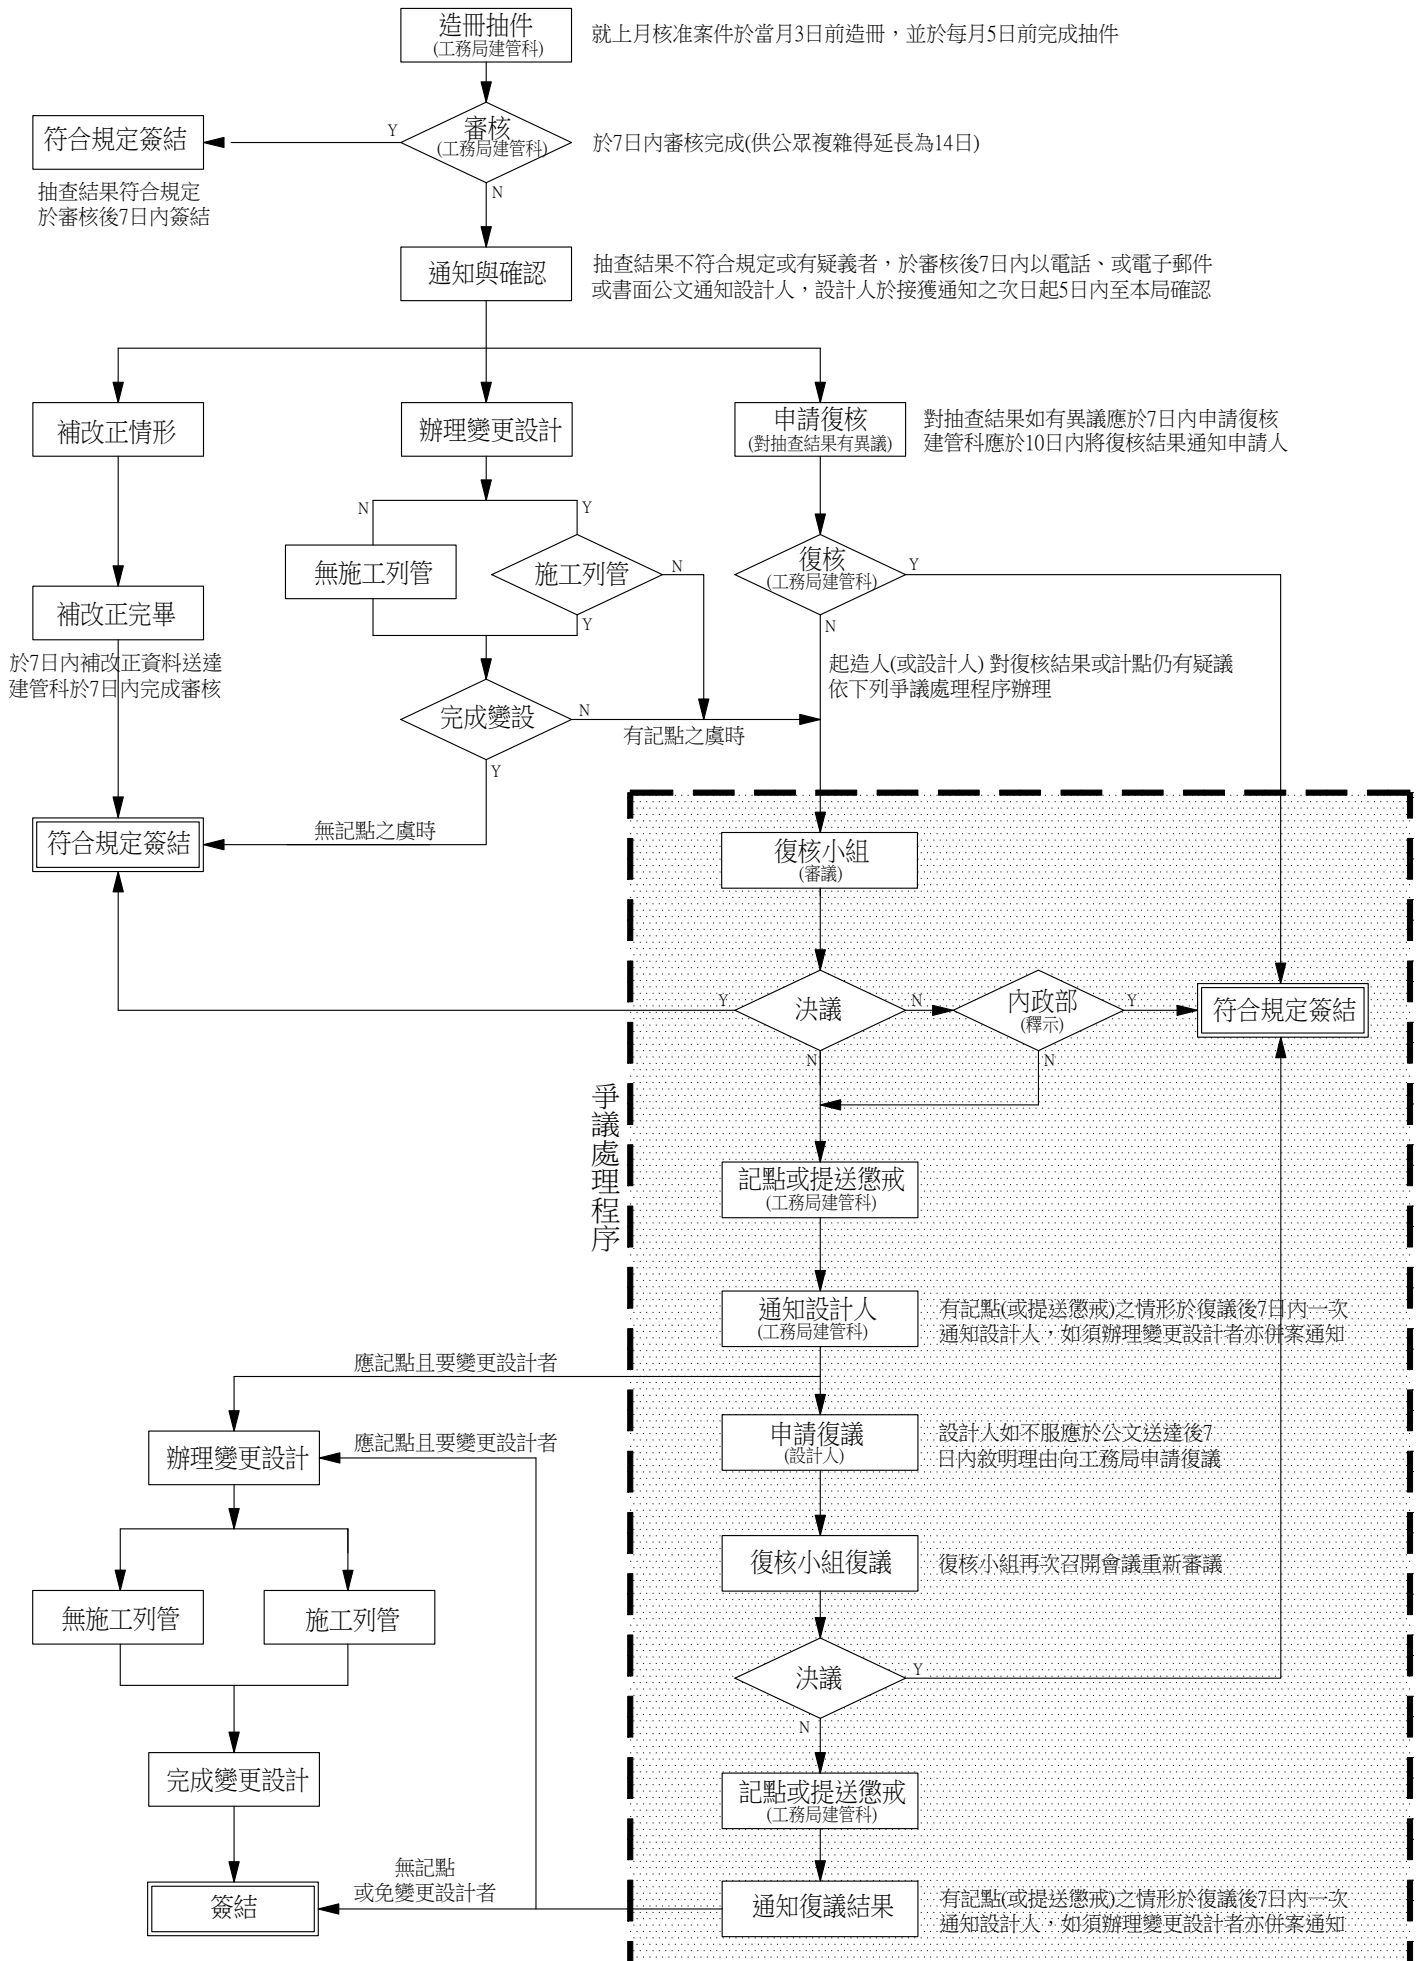 造冊抽件
(工務局建管科)
就上月核准案件於當月3日前造冊，並於每月5日前完成抽件
審核
(工務局建管科)
Y
N
於7日內審核完成(供公眾複雜得延長為14日)
符合規定簽結
抽查結果符合規定
於審核後7日內簽結
通知與確認
抽查結果不符合規定或有疑義者，於審核後7日內以電話、或電子郵件
或書面公文通知設計人，設計人於接獲通知之次日起5日內至本局確認
補改正情形
辦理變更設計
申請復核
(對抽查結果有異議)
對抽查結果如有異議應於7日內申請復核
建管科應於10日內將復核結果通知申請人
N
Y
無施工列管
施工列管
N
Y
復核
(工務局建管科)
Y
N
補改正完畢
於7日內補改正資料送達
建管科於7日內完成審核
起造人(或設計人) 對復核結果或計點仍有疑議
依下列爭議處理程序辦理
完成變設
N
Y
有記點之虞時
無記點之虞時
符合規定簽結
復核小組
(審議)
決議
Y
N
N
內政部
(釋示)
Y
N
符合規定簽結
爭議處理程序
記點或提送懲戒
(工務局建管科)
通知設計人
(工務局建管科)
有記點(或提送懲戒)之情形於復議後7日內一次
通知設計人，如須辦理變更設計者亦併案通知
應記點且要變更設計者
申請復議
(設計人)
設計人如不服應於公文送達後7
日內敘明理由向工務局申請復議
辦理變更設計
應記點且要變更設計者
復核小組復議
復核小組再次召開會議重新審議
無施工列管
施工列管
決議
Y
N
完成變更設計
記點或提送懲戒
(工務局建管科)
無記點
或免變更設計者
簽結
通知復議結果
有記點(或提送懲戒)之情形於復議後7日內一次
通知設計人，如須辦理變更設計者亦併案通知